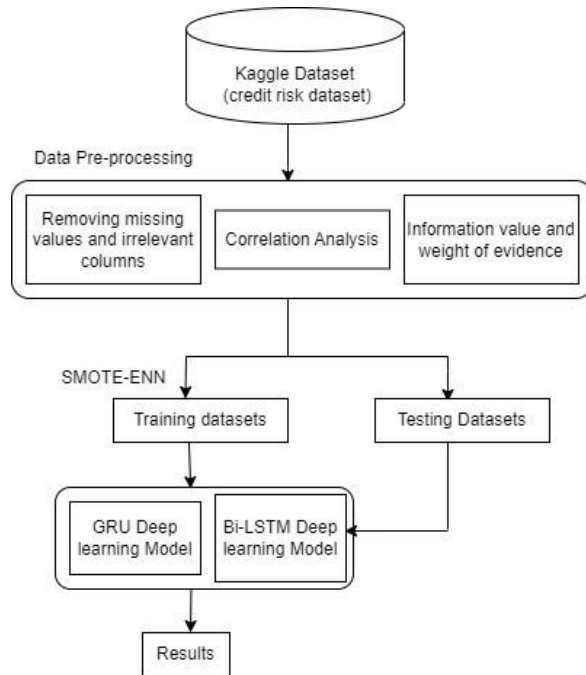 Kaggle Dataset
(credit risk dataset)
Data Pre-processing
Removing missing
values and irrelevant
columns
Correlation Analysis
Information value and
weight of evidence
SMOTE-ENN
Training datasets
Testing Datasets
GRU Deep
learning Model
Bi-LSTM Deep
learning Model
Results